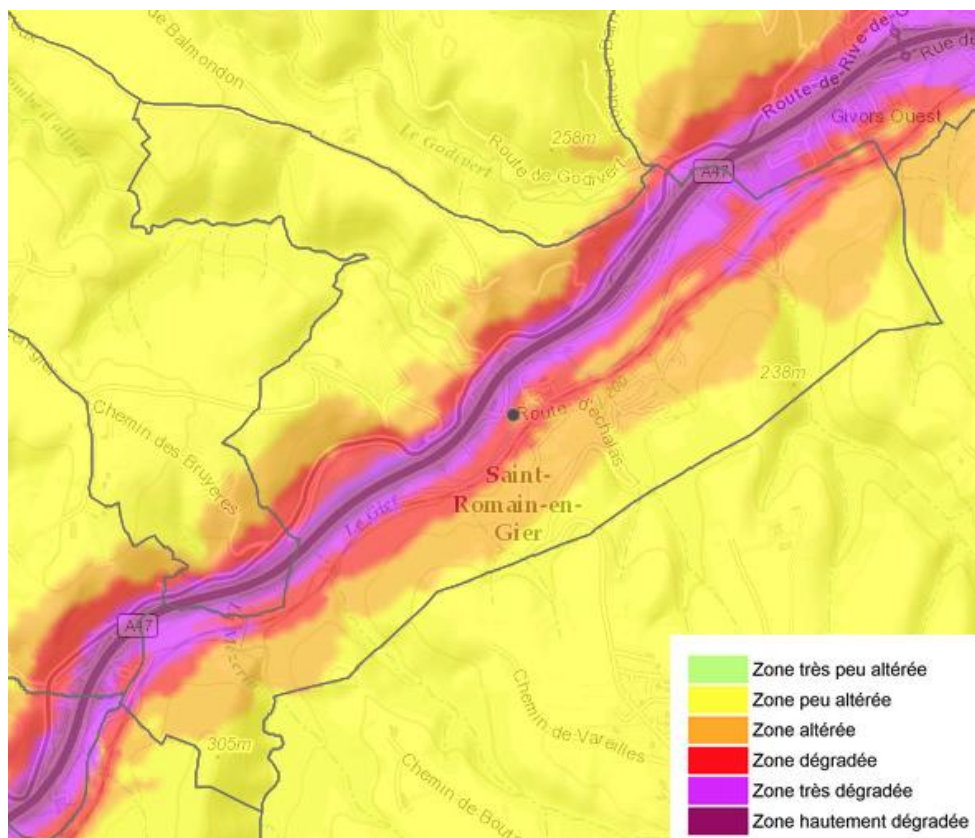 de Balmondon
Route-de-Rive-de-G
Rue de
Givors Ouest
Le Godivert
258m
Route de Godivert
A47
238m
200
Route d'échalas
Chemin des Bruyères
Saint-
Romain-en-
Gier
Le Gier
A47
305m
Chemin de Vareilles
Chemin de Bout
Zone très peu altérée
Zone peu altérée
Zone altérée
Zone dégradée
Zone très dégradée
Zone hautement dégradée